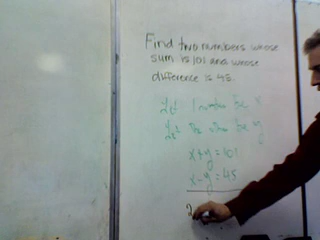 Find two numbers whose
sum is 101 and whose
difference is 45.
Let 1 number be x
Let the other be y
x+y=101
x-y=45
2